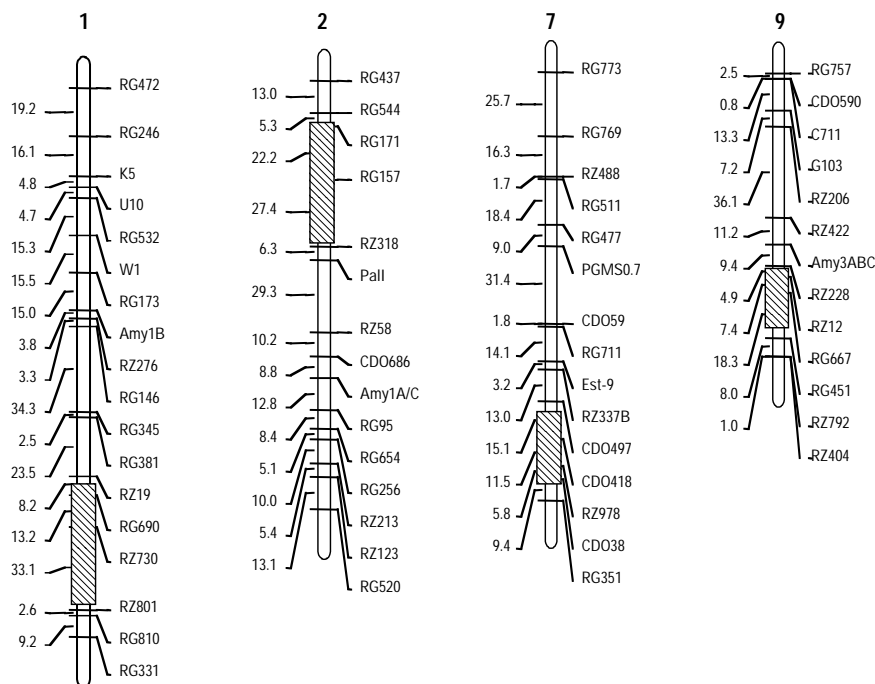 1
19.2
16.1
4.8
4.7
15.3
15.5
15.0
3.8
3.3
34.3
2.5
23.5
8.2
13.2
33.1
2.6
9.2
RG472
RG246
K5
U10
RG532
W1
RG173
Amy1B
RZ276
RG146
RG345
RG381
RZ19
RG690
RZ730
RZ801
RG810
RG331
2
13.0
5.3
22.2
27.4
6.3
29.3
10.2
8.8
12.8
8.4
5.1
10.0
5.4
13.1
RG437
RG544
RG171
RG157
RZ318
Pall
RZ58
CDO686
Amy1A/C
RG95
RG654
RG256
RZ213
RZ123
RG520
7
25.7
16.3
1.7
18.4
9.0
31.4
1.8
14.1
3.2
13.0
15.1
11.5
5.8
9.4
RG773
RG769
RZ488
RG511
RG477
PGMS0.7
CDO59
RG711
Est-9
RZ337B
CDO497
CDO418
RZ978
CDO38
RG351
9
2.5
0.8
13.3
7.2
36.1
11.2
9.4
4.9
7.4
18.3
8.0
1.0
RG757
CDO590
C711
G103
RZ206
RZ422
Amy3ABC
RZ228
RZ12
RG667
RG451
RZ792
RZ404